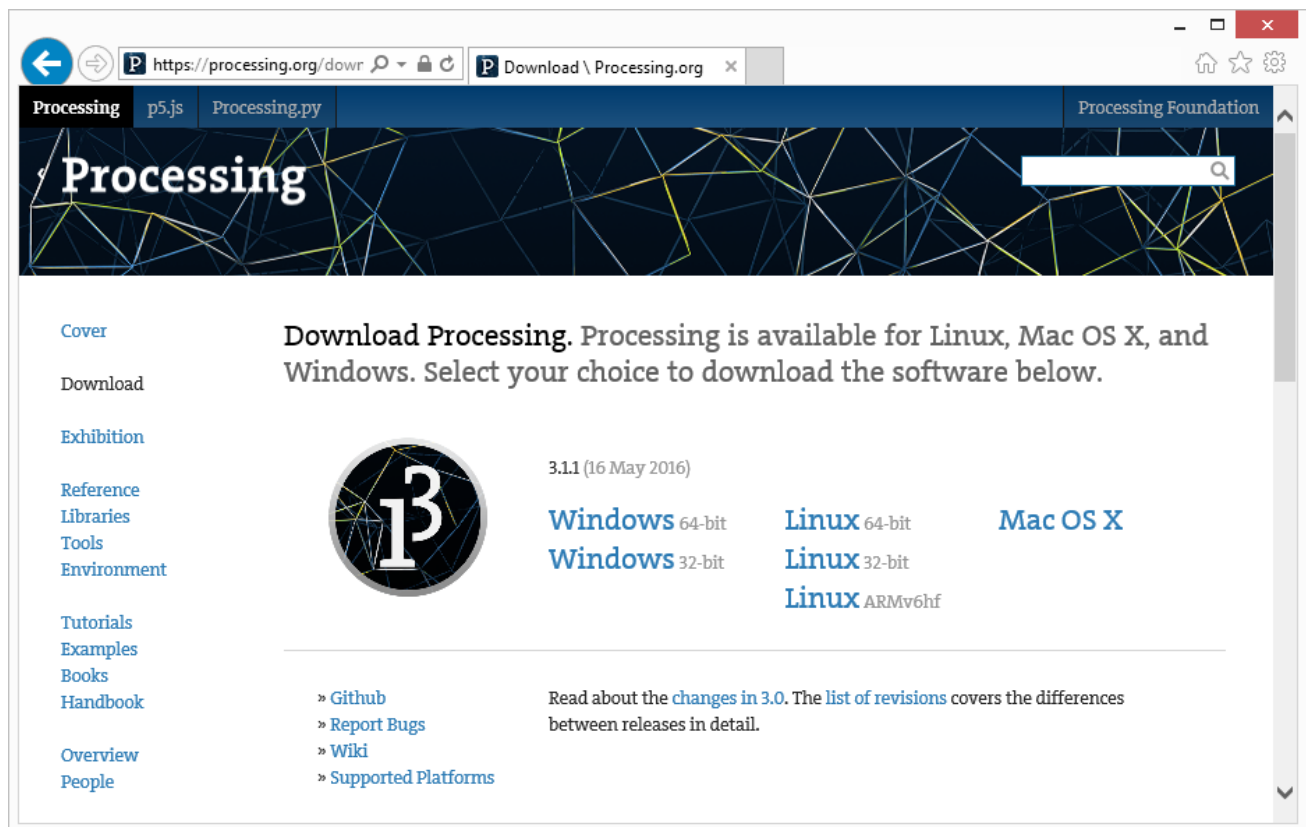 https://processing.org/dowr
Download \ Processing.org
Processing
p5.js
Processing.py
Processing Foundation
Processing
Cover
Download
Exhibition
Reference
Libraries
Tools
Environment
Tutorials
Examples
Books
Handbook
Overview
People
Download Processing. Processing is available for Linux, Mac OS X, and
Windows. Select your choice to download the software below.
3.1.1 (16 May 2016)
Windows 64-bit
Windows 32-bit
Linux 64-bit
Linux 32-bit
Linux ARMv6hf
Mac OS X
» Github
» Report Bugs
» Wiki
» Supported Platforms
Read about the changes in 3.0. The list of revisions covers the differences
between releases in detail.